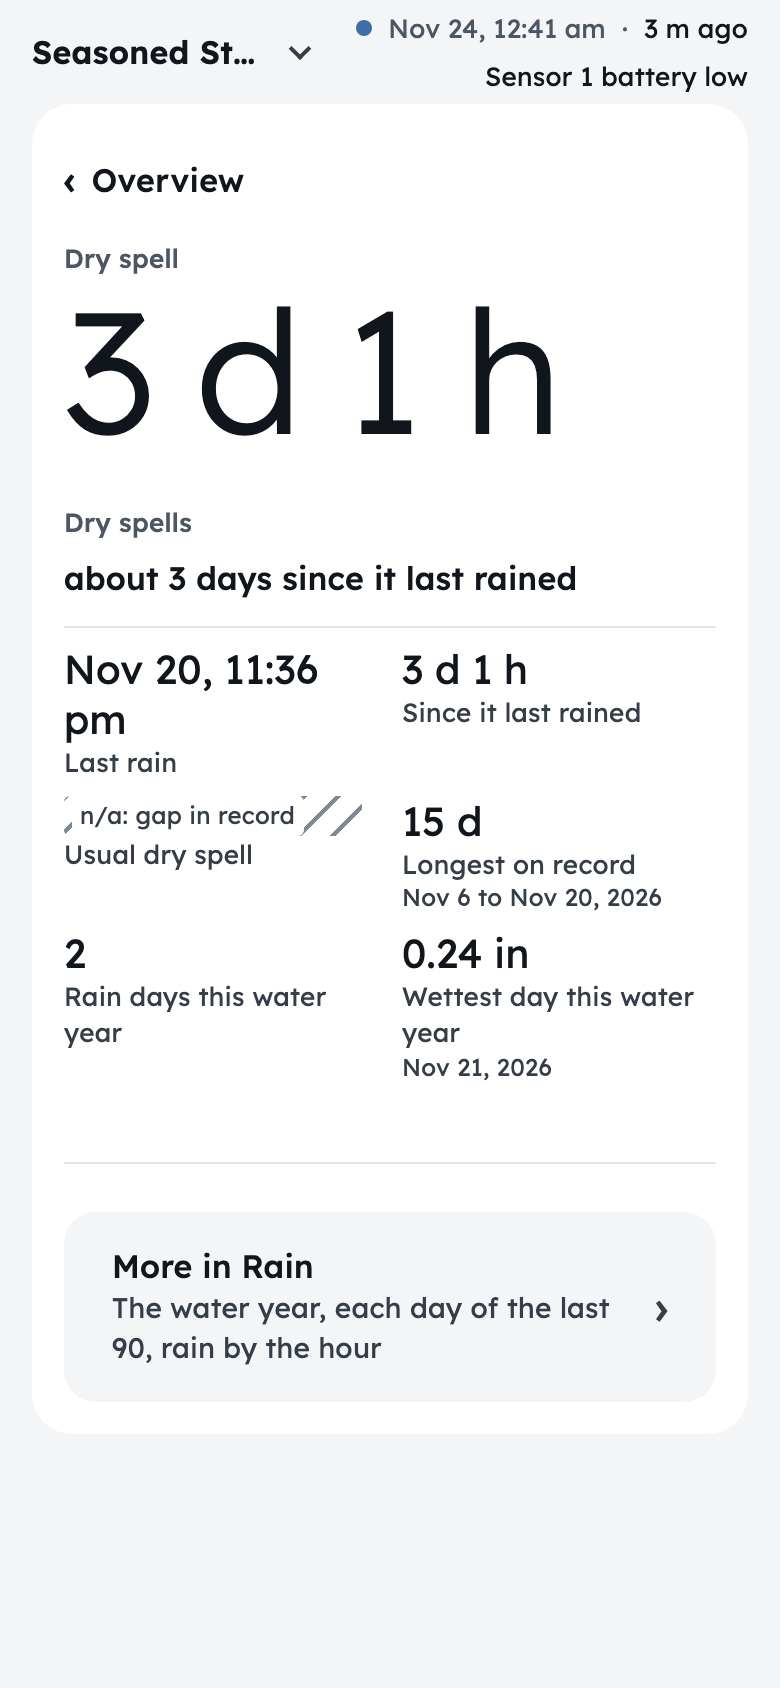 Seasoned St...
Nov 24, 12:41 am · 3 m ago
Sensor 1 battery low
‹ Overview
Dry spell
3 d 1 h
Dry spells
about 3 days since it last rained
Nov 20, 11:36
pm
Last rain
3 d 1 h
Since it last rained
n/a: gap in record
Usual dry spell
15 d
Longest on record
Nov 6 to Nov 20, 2026
2
Rain days this water
year
0.24 in
Wettest day this water
year
Nov 21, 2026
More in Rain
The water year, each day of the last
90, rain by the hour
›